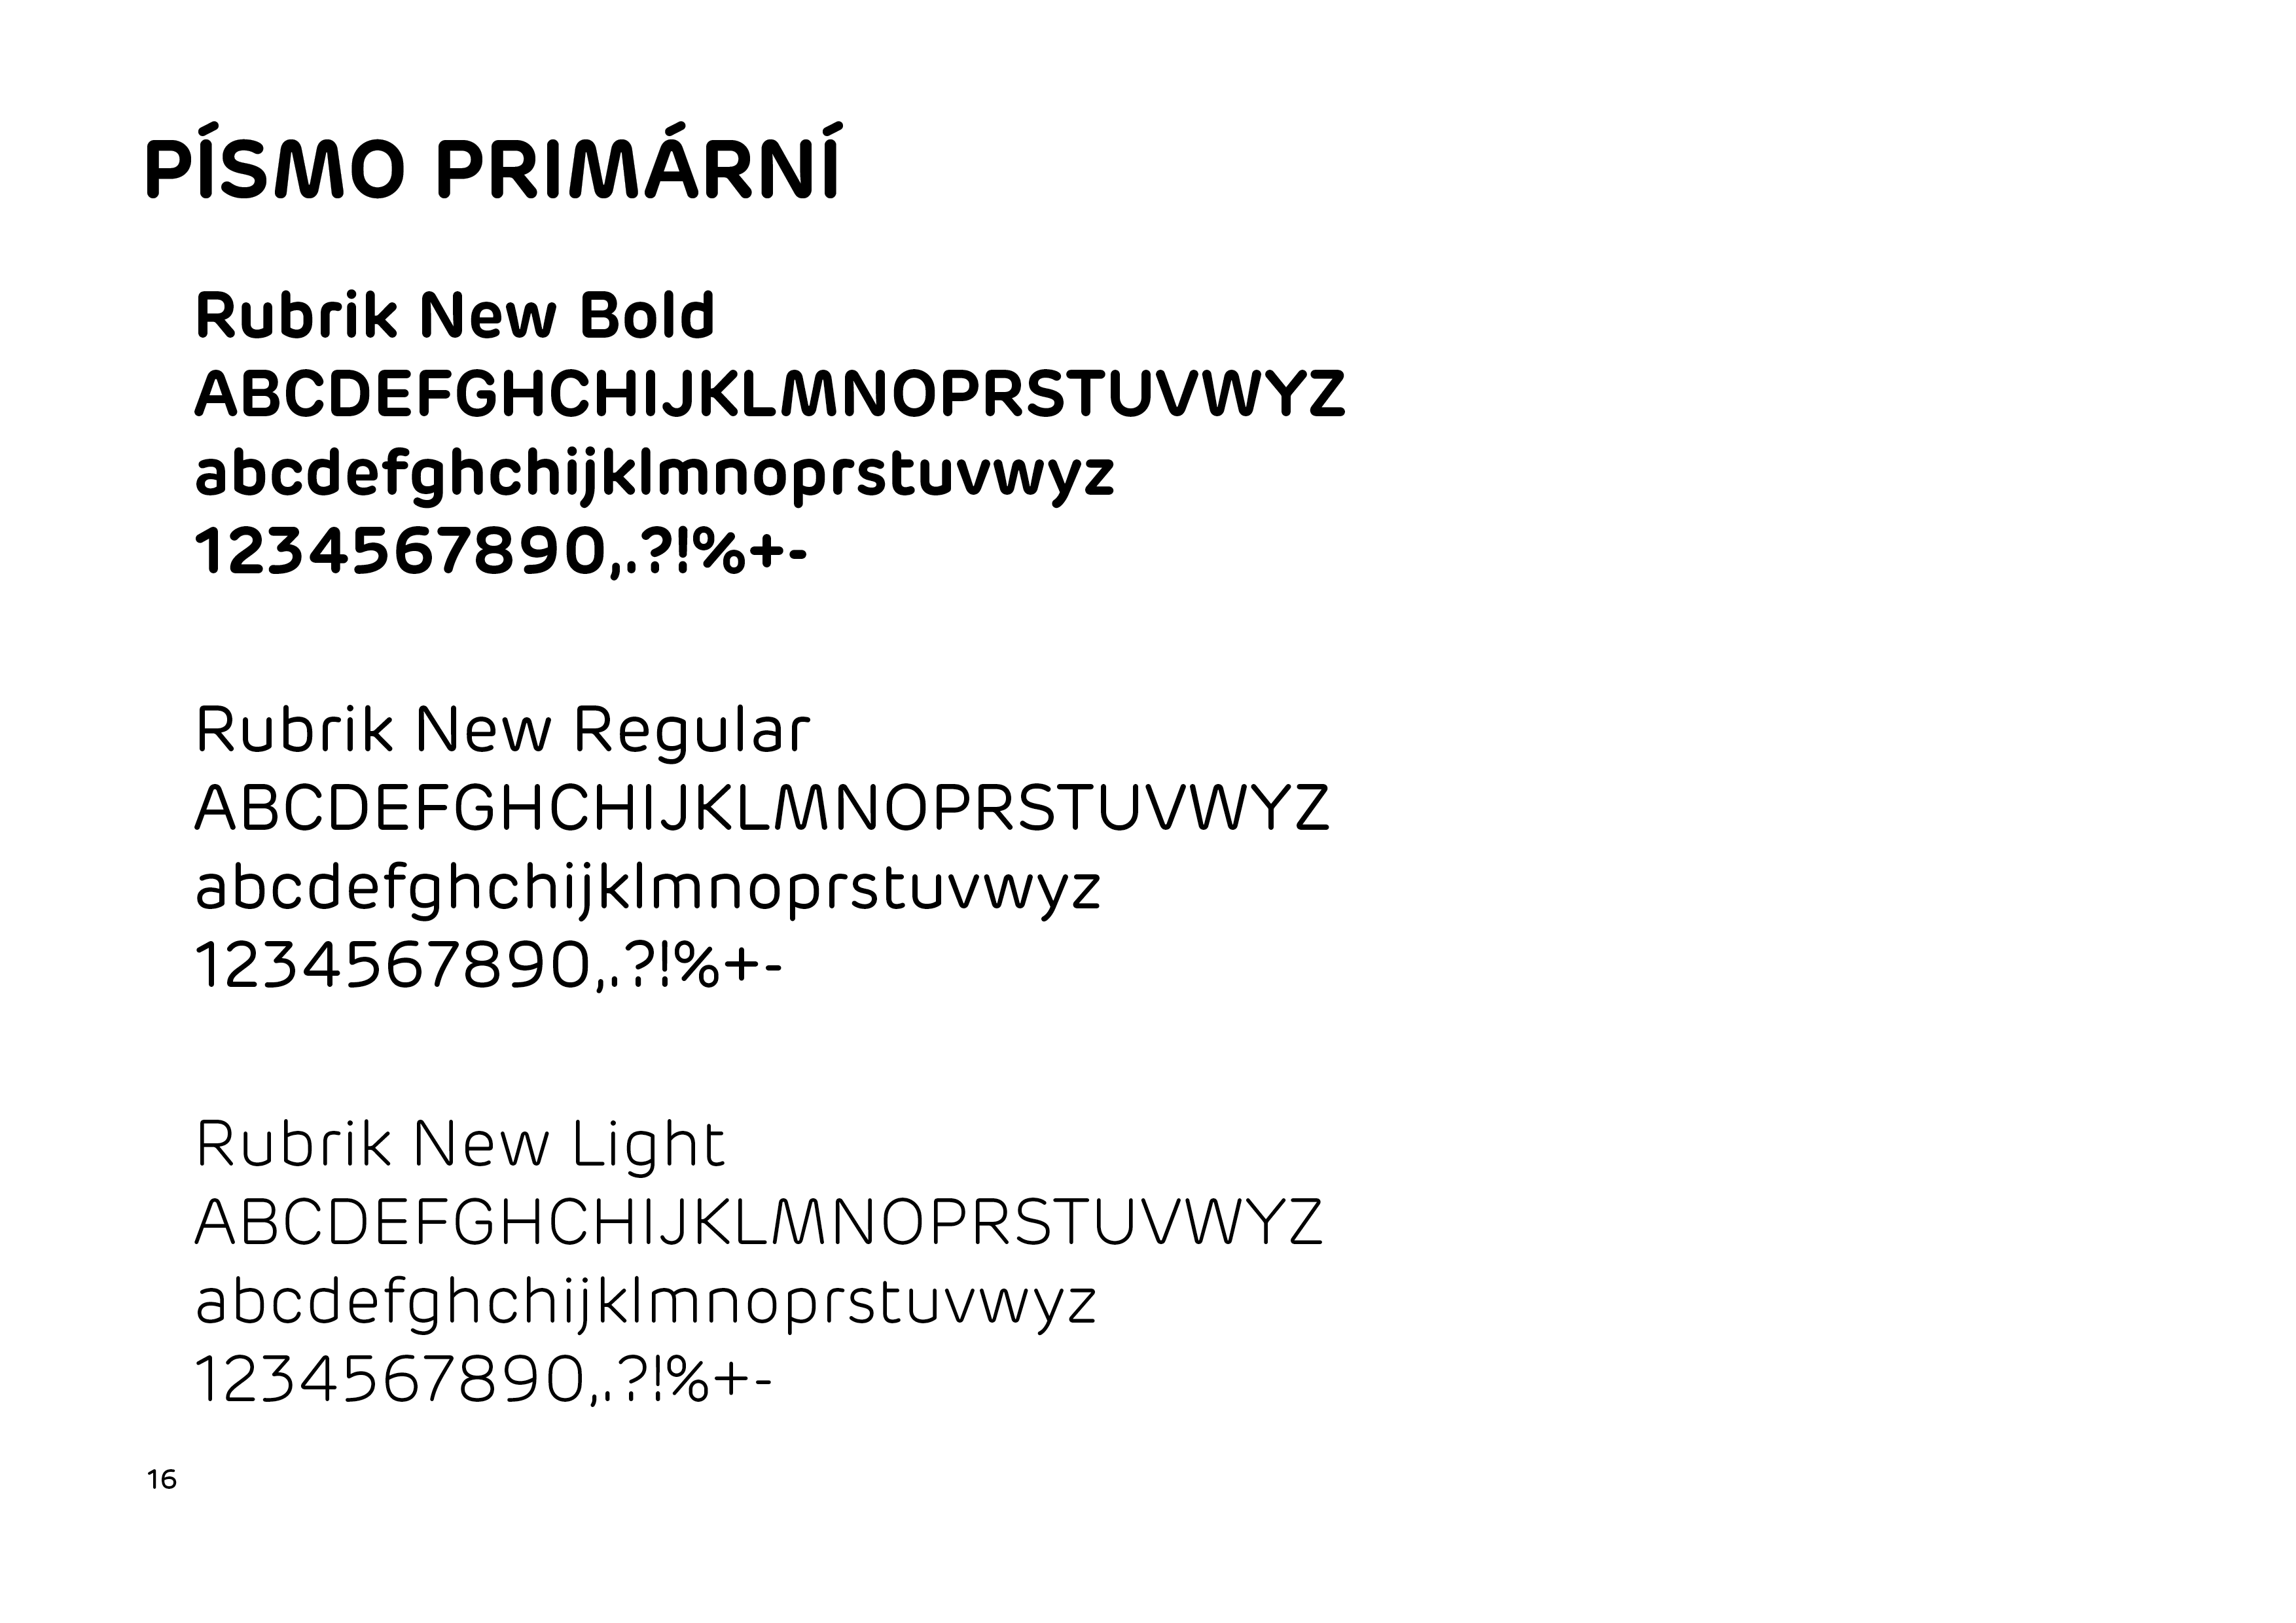 PÍSMO PRIMÁRNÍ
Rubrik New Bold
ABCDEFGHCHIJKLMNOPRSTUVWYZ
abcdefghchijklmnoprstuvwyz
1234567890,.?!%+-
Rubrik New Regular
ABCDEFGHCHIJKLMNOPRSTUVWYZ
abcdefghchijklmnoprstuvwyz
1234567890,.?!%+-
Rubrik New Light
ABCDEFGHCHIJKLMNOPRSTUVWYZ
abcdefghchijklmnoprstuvwyz
1234567890,.?!%+-
16